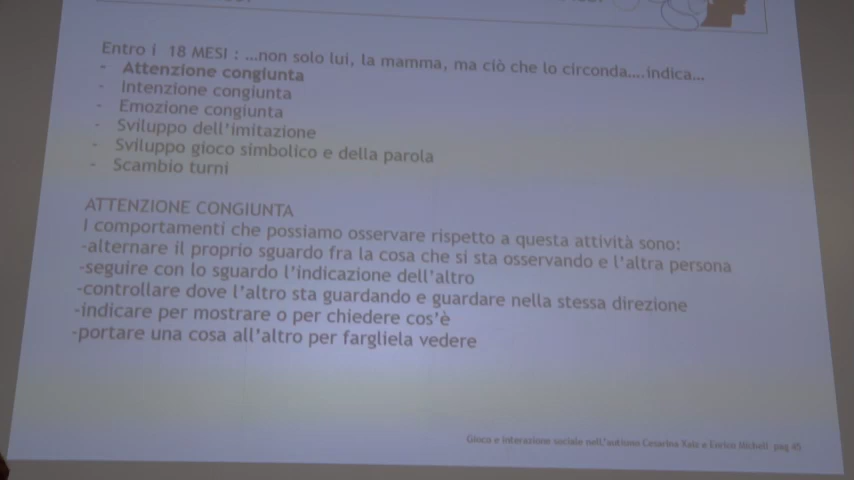 Entro i 18 MESI : ...non solo lui, la mamma, ma ciò che lo circonda....indica...
- Attenzione congiunta
- Intenzione congiunta
- Emozione congiunta
- Sviluppo dell'imitazione
- Sviluppo gioco simbolico e della parola
- Scambio turni
ATTENZIONE CONGIUNTA
I comportamenti che possiamo osservare rispetto a questa attività sono:
-alternare il proprio sguardo fra la cosa che si sta osservando e l'altra persona
-seguire con lo sguardo l'indicazione dell'altro
-controllare dove l'altro sta guardando e guardare nella stessa direzione
-indicare per mostrare o per chiedere cos'è
-portare una cosa all'altro per fargliela vedere
Gioco e interazione sociale nell'autismo Cesarina Xaiz e Enrico Micheli pag 45